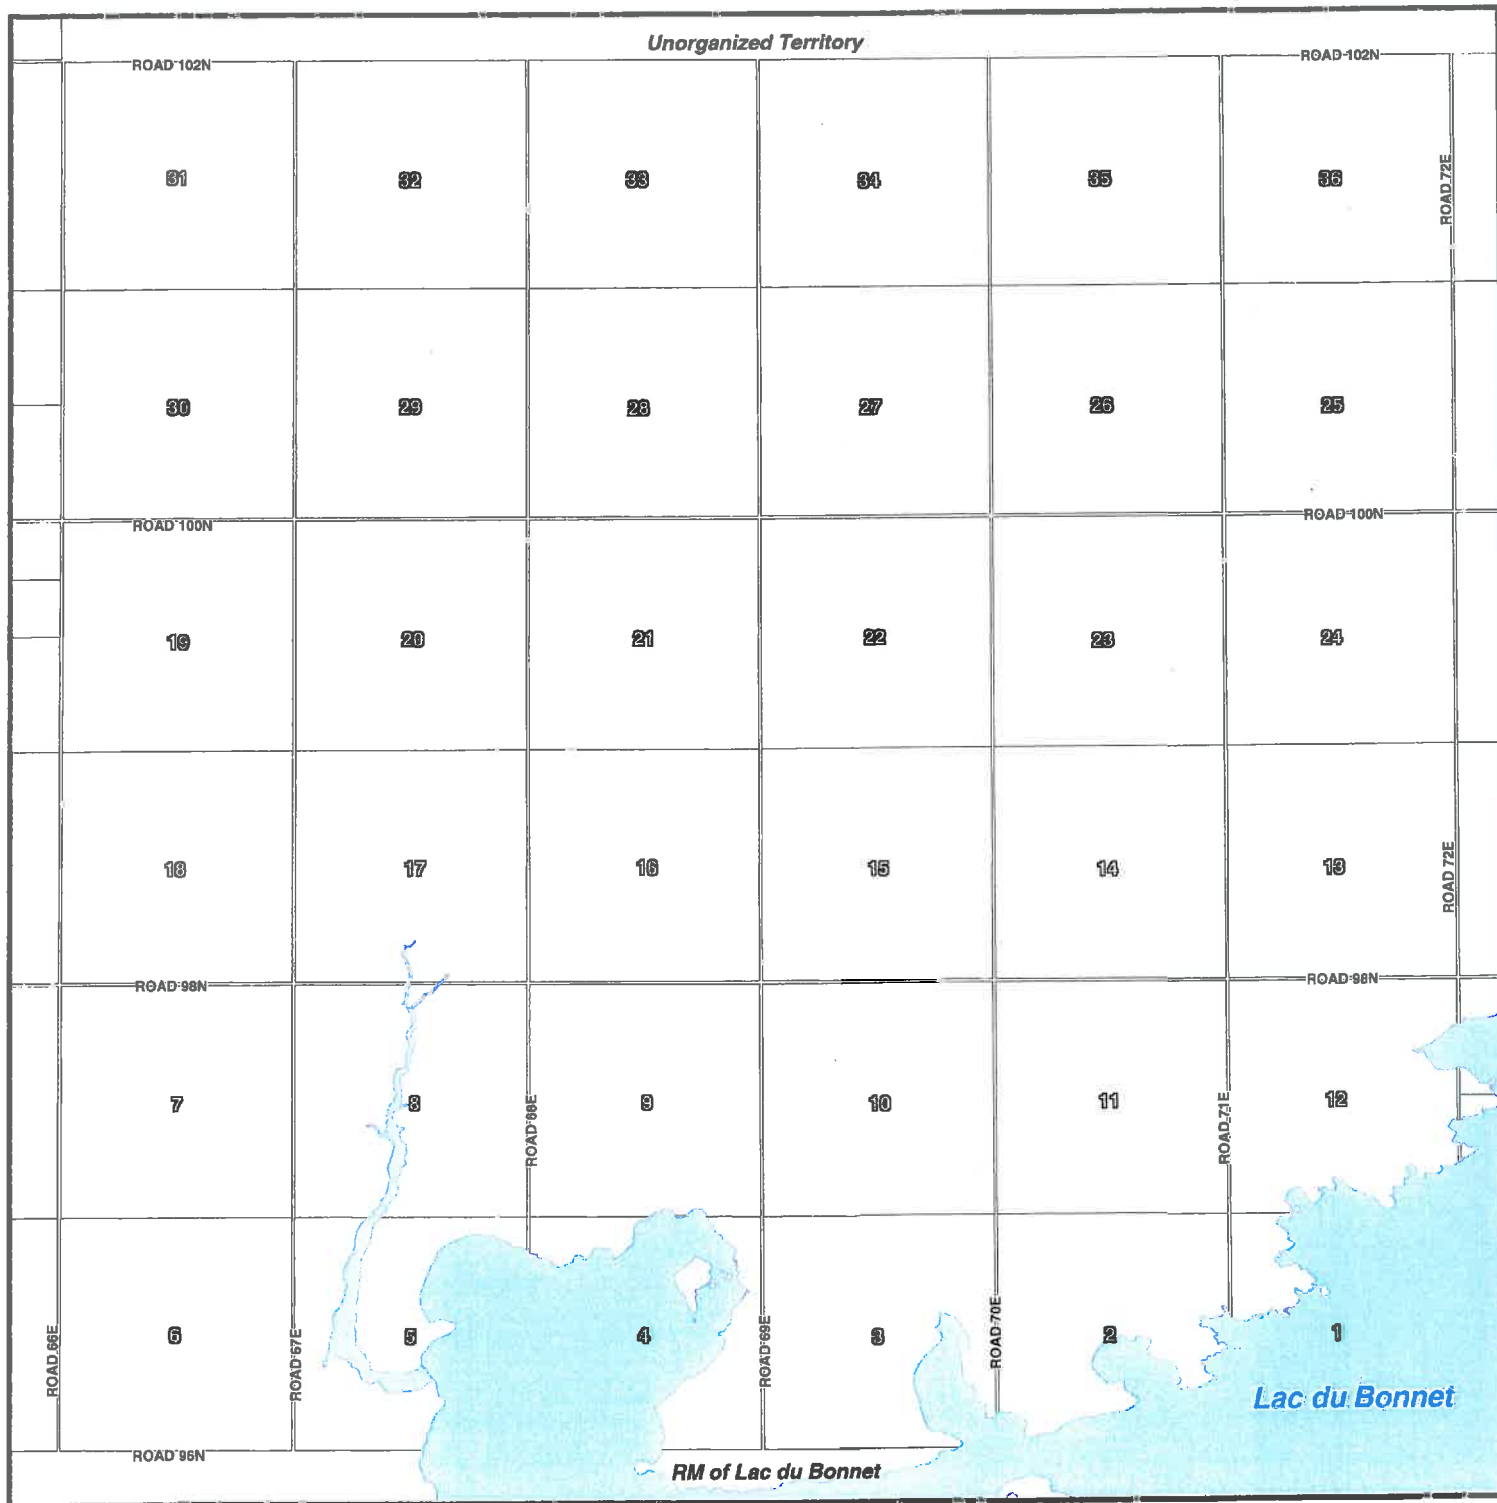 Unorganized Territory
ROAD 102N
ROAD 102N
31
32
33
34
35
36
ROAD 72E
30
29
28
27
26
25
ROAD 100N
ROAD 100N
19
20
21
22
23
24
18
17
16
15
14
13
ROAD 72E
ROAD 98N
ROAD 98N
7
8
9
10
11
12
ROAD 68E
ROAD 71E
6
5
4
3
2
1
ROAD 66E
ROAD 67E
ROAD 69E
ROAD 70E
Lac du Bonnet
ROAD 96N
RM of Lac du Bonnet